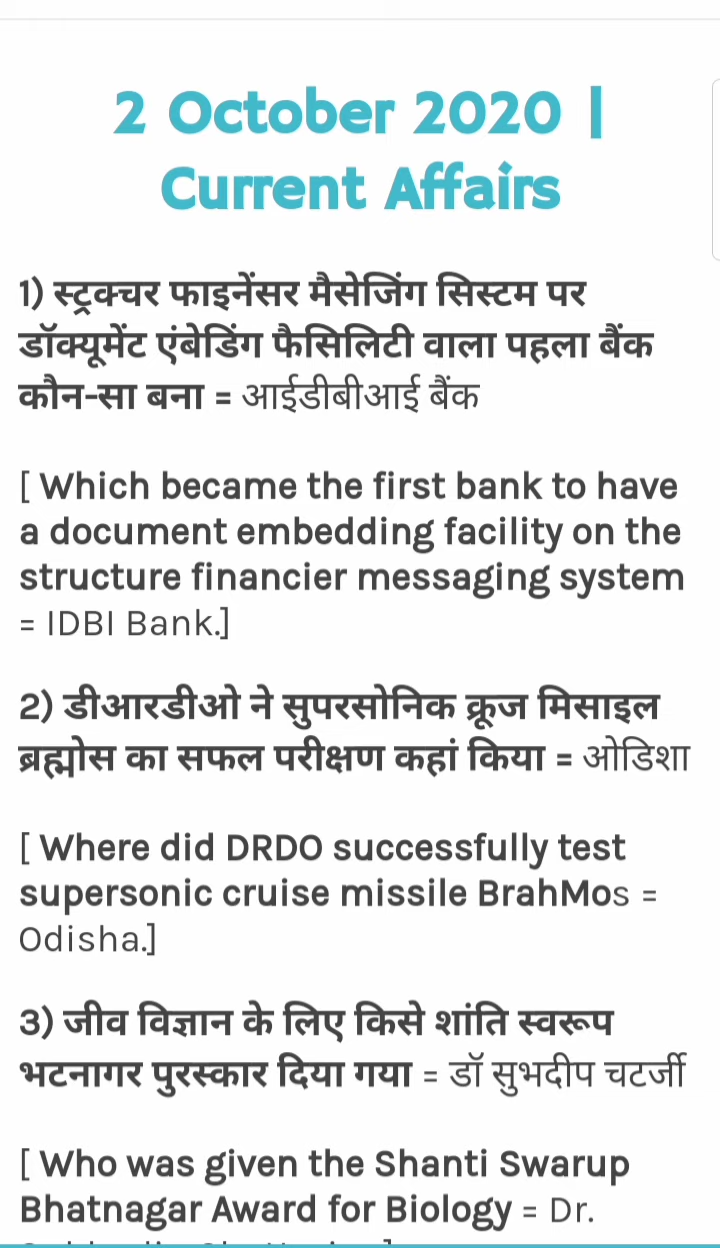 2 October 2020 |
Current Affairs
1) स्ट्रक्चर फाइनेंसर मैसेजिंग सिस्टम पर
डॉक्यूमेंट एंबेडिंग फैसिलिटी वाला पहला बैंक
कौन-सा बना = आईडीबीआई बैंक
[ Which became the first bank to have
a document embedding facility on the
structure financier messaging system
= IDBI Bank.]
2) डीआरडीओ ने सुपरसोनिक क्रूज मिसाइल
ब्रह्मोस का सफल परीक्षण कहां किया = ओडिशा
[ Where did DRDO successfully test
supersonic cruise missile BrahMos =
Odisha.]
3) जीव विज्ञान के लिए किसे शांति स्वरूप
भटनागर पुरस्कार दिया गया = डॉ सुभदीप चटर्जी
[ Who was given the Shanti Swarup
Bhatnagar Award for Biology = Dr.